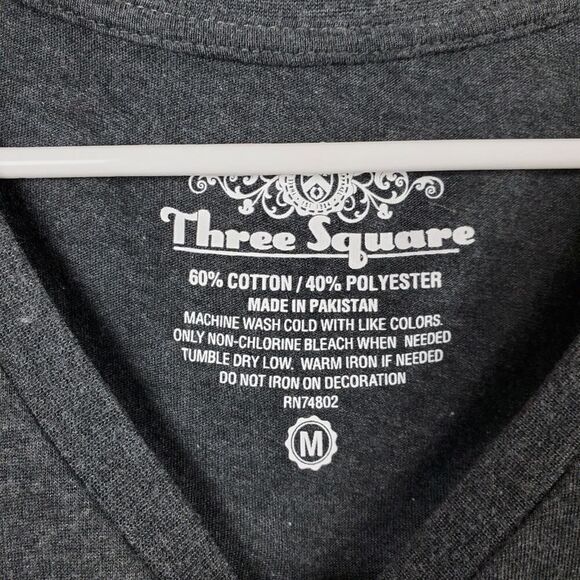 Three Square
60% COTTON / 40% POLYESTER
MADE IN PAKISTAN
MACHINE WASH COLD WITH LIKE COLORS.
ONLY NON-CHLORINE BLEACH WHEN NEEDED
TUMBLE DRY LOW. WARM IRON IF NEEDED
DO NOT IRON ON DECORATION
RN74802
M